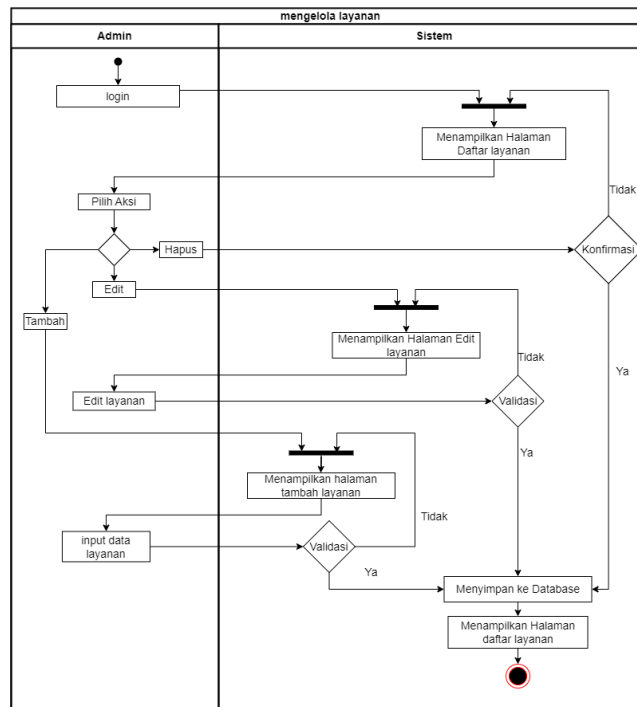 mengelola layanan
Admin
Sistem
login
Menampilkan Halaman
Daftar layanan
Tidak
Pilih Aksi
Hapus
Konfirmasi
Edit
Tambah
Menampilkan Halaman Edit
layanan
Tidak
Ya
Edit layanan
Validasi
Ya
Menampilkan halaman
tambah layanan
Tidak
input data
layanan
Validasi
Ya
Menyimpan ke Database
Menampilkan Halaman
daftar layanan